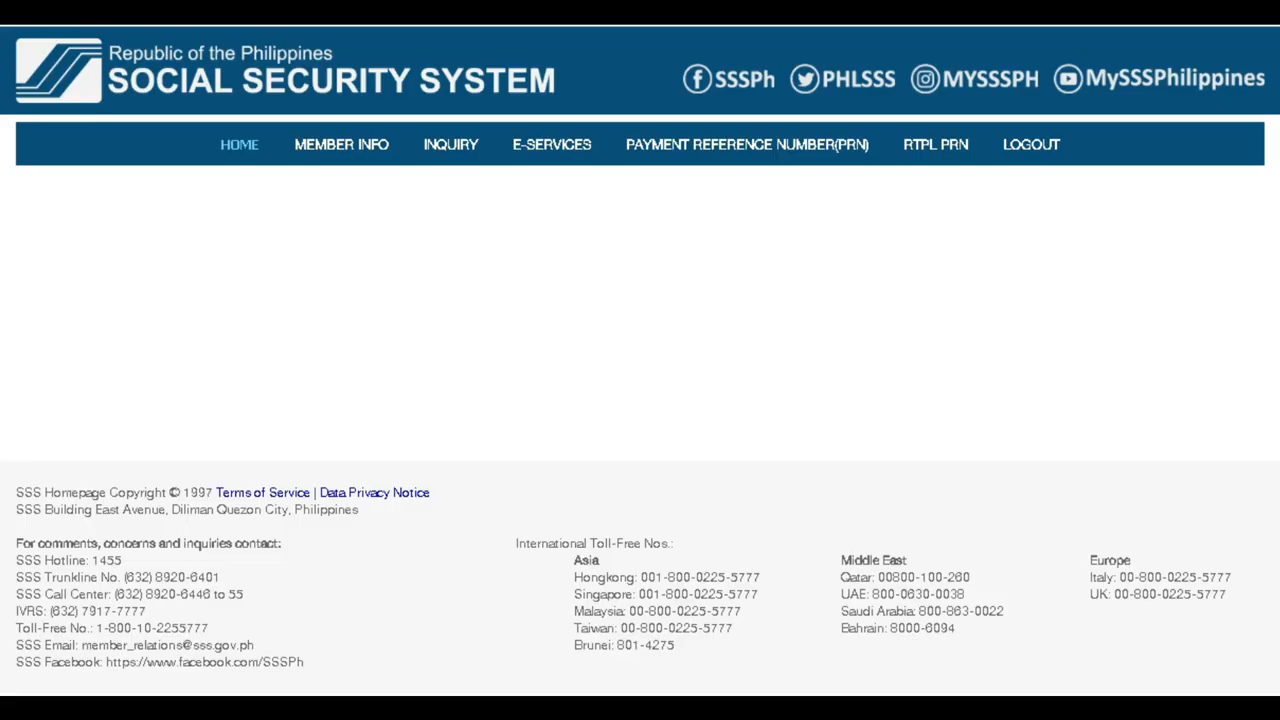 Republic of the Philippines
SOCIAL SECURITY SYSTEM
SSSPh PHLSSS MYSSSPH MySSSPhilippines
HOME MEMBER INFO INQUIRY E-SERVICES PAYMENT REFERENCE NUMBER(PRN) RTPL PRN LOGOUT
SSS Homepage Copyright © 1997 Terms of Service | Data Privacy Notice
SSS Building East Avenue, Diliman Quezon City, Philippines
For comments, concerns and inquiries contact:
SSS Hotline: 1455
SSS Trunkline No. (632) 8920-6401
SSS Call Center: (632) 8920-6446 to 55
IVRS: (632) 7917-7777
Toll-Free No.: 1-800-10-2255777
SSS Email: member_relations@sss.gov.ph
SSS Facebook: https://www.facebook.com/SSSPh
International Toll-Free Nos.:
Asia
Hongkong: 001-800-0225-5777
Singapore: 001-800-0225-5777
Malaysia: 00-800-0225-5777
Taiwan: 00-800-0225-5777
Brunei: 801-4275
Middle East
Qatar: 00800-100-260
UAE: 800-0630-0038
Saudi Arabia: 800-863-0022
Bahrain: 8000-6094
Europe
Italy: 00-800-0225-5777
UK: 00-800-0225-5777